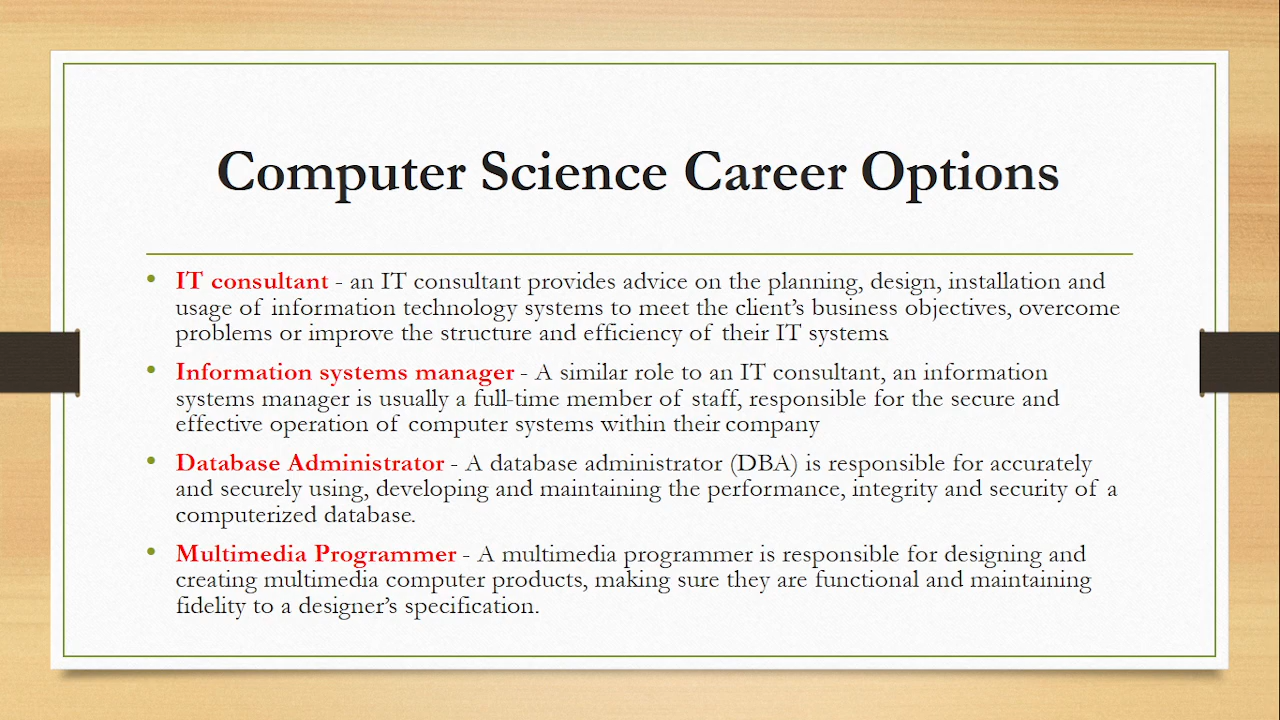 Computer Science Career Options
• IT consultant - an IT consultant provides advice on the planning, design, installation and
usage of information technology systems to meet the client’s business objectives, overcome
problems or improve the structure and efficiency of their IT systems.
• Information systems manager - A similar role to an IT consultant, an information
systems manager is usually a full-time member of staff, responsible for the secure and
effective operation of computer systems within their company
• Database Administrator - A database administrator (DBA) is responsible for accurately
and securely using, developing and maintaining the performance, integrity and security of a
computerized database.
• Multimedia Programmer - A multimedia programmer is responsible for designing and
creating multimedia computer products, making sure they are functional and maintaining
fidelity to a designer’s specification.